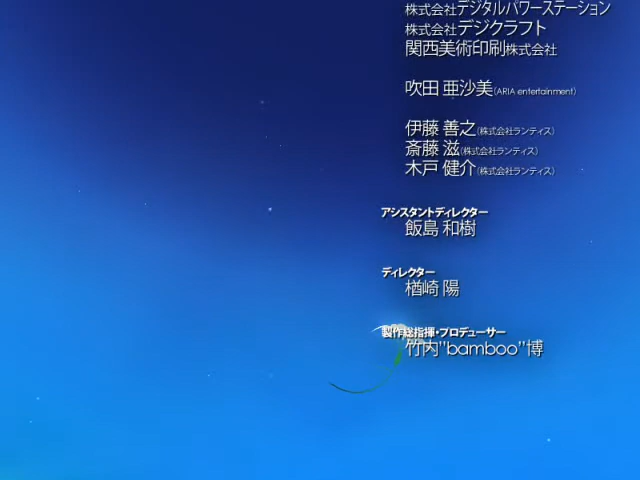 株式会社デジタルパワーステーション
株式会社デジクラフト
関西美術印刷株式会社
吹田 亜沙美(ARIA entertainment)
伊藤 善之(株式会社ランティス)
斎藤 滋(株式会社ランティス)
木戸 健介(株式会社ランティス)
アシスタントディレクター
飯島 和樹
ディレクター
楢崎 陽
製作総指揮・プロデューサー
竹内"bamboo"博